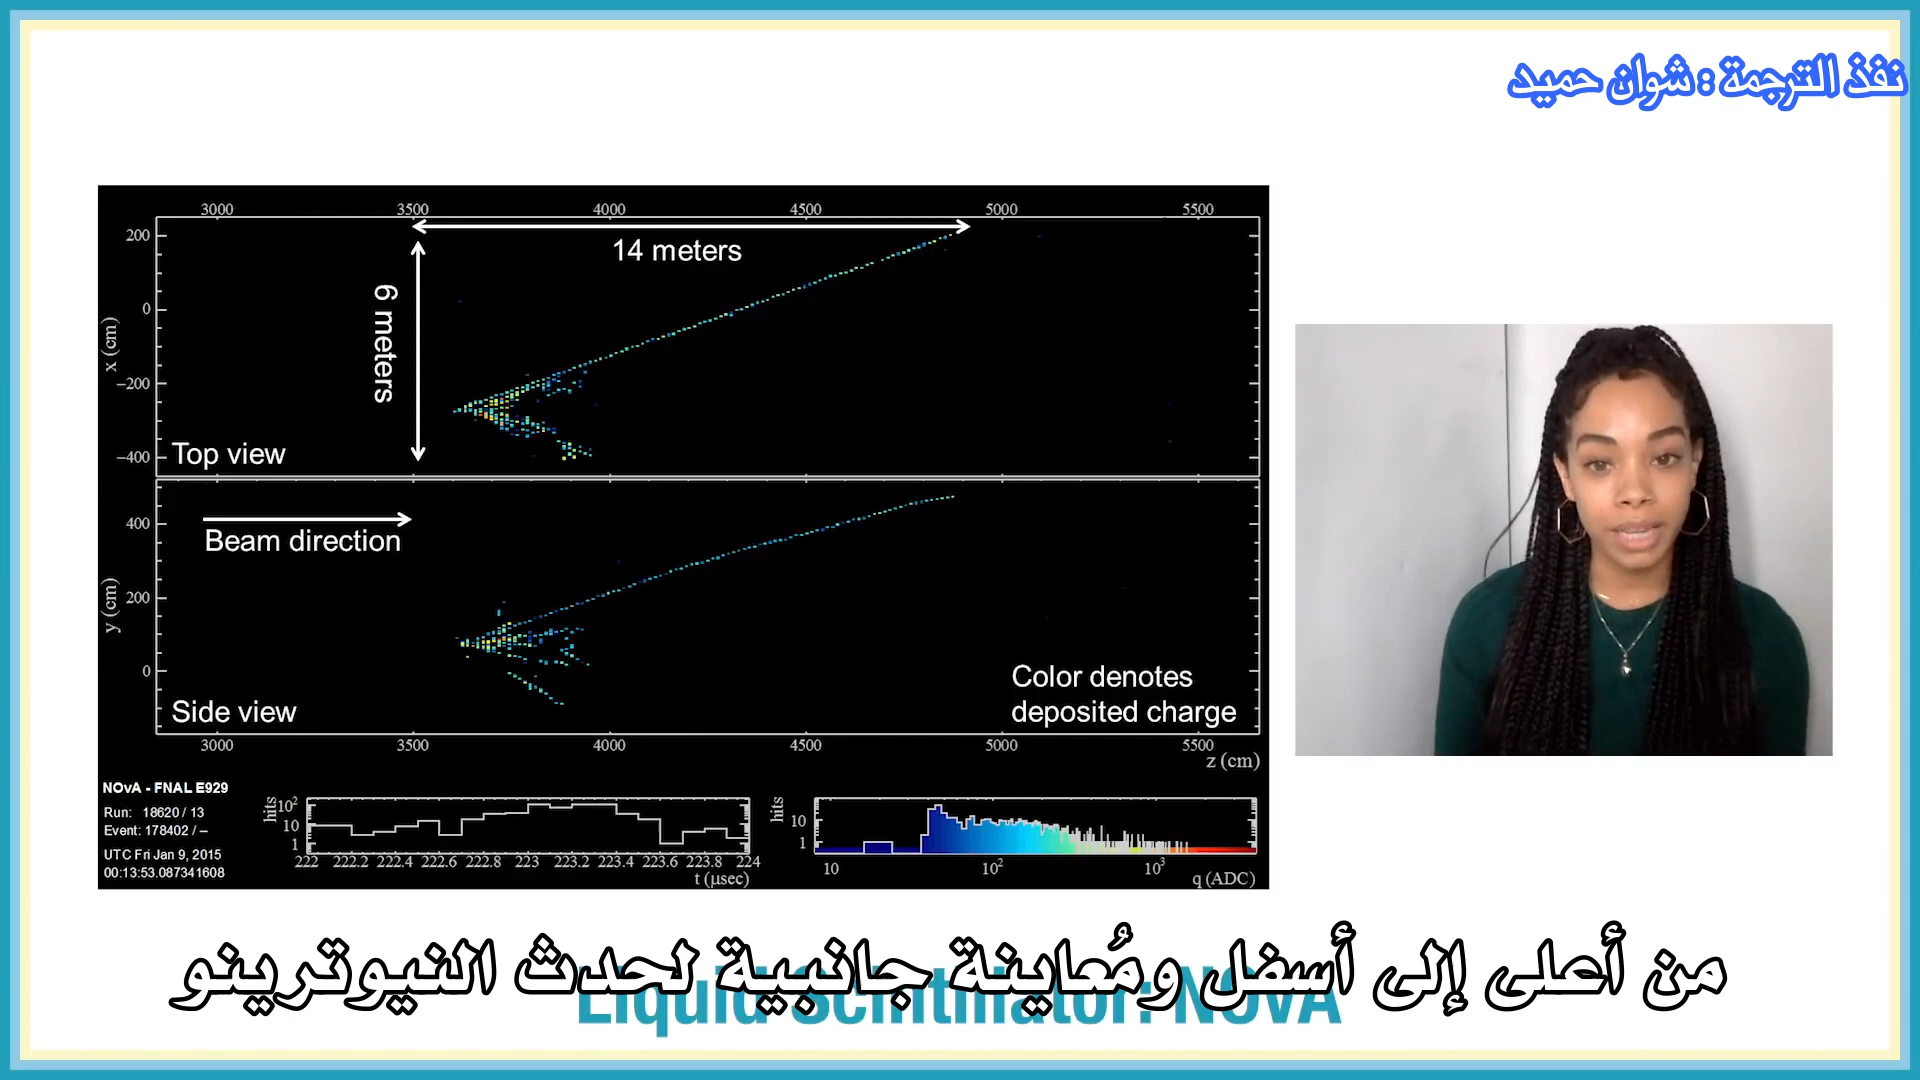 نفذ الترجمة : شوان حميد
3000 3500 4000 4500 5000 5500
14 meters
6 meters
200
0
−200
−400
x (cm)
Top view
Beam direction
400
200
0
y (cm)
Side view
Color denotes
deposited charge
3000 3500 4000 4500 5000 5500
z (cm)
NOvA - FNAL E929
Run: 18620 / 13
Event: 178402 / --
UTC Fri Jan 9, 2015
00:13:53.087341608
hits
10²
10
1
222 222.2 222.4 222.6 222.8 223 223.2 223.4 223.6 223.8 224
t (μsec)
hits
10
1
10 10² 10³
q (ADC)
من أعلى إلى أسفل ومُعاينة جانبية لحدث النيوترينو
Liquid Scintillator: NOvA